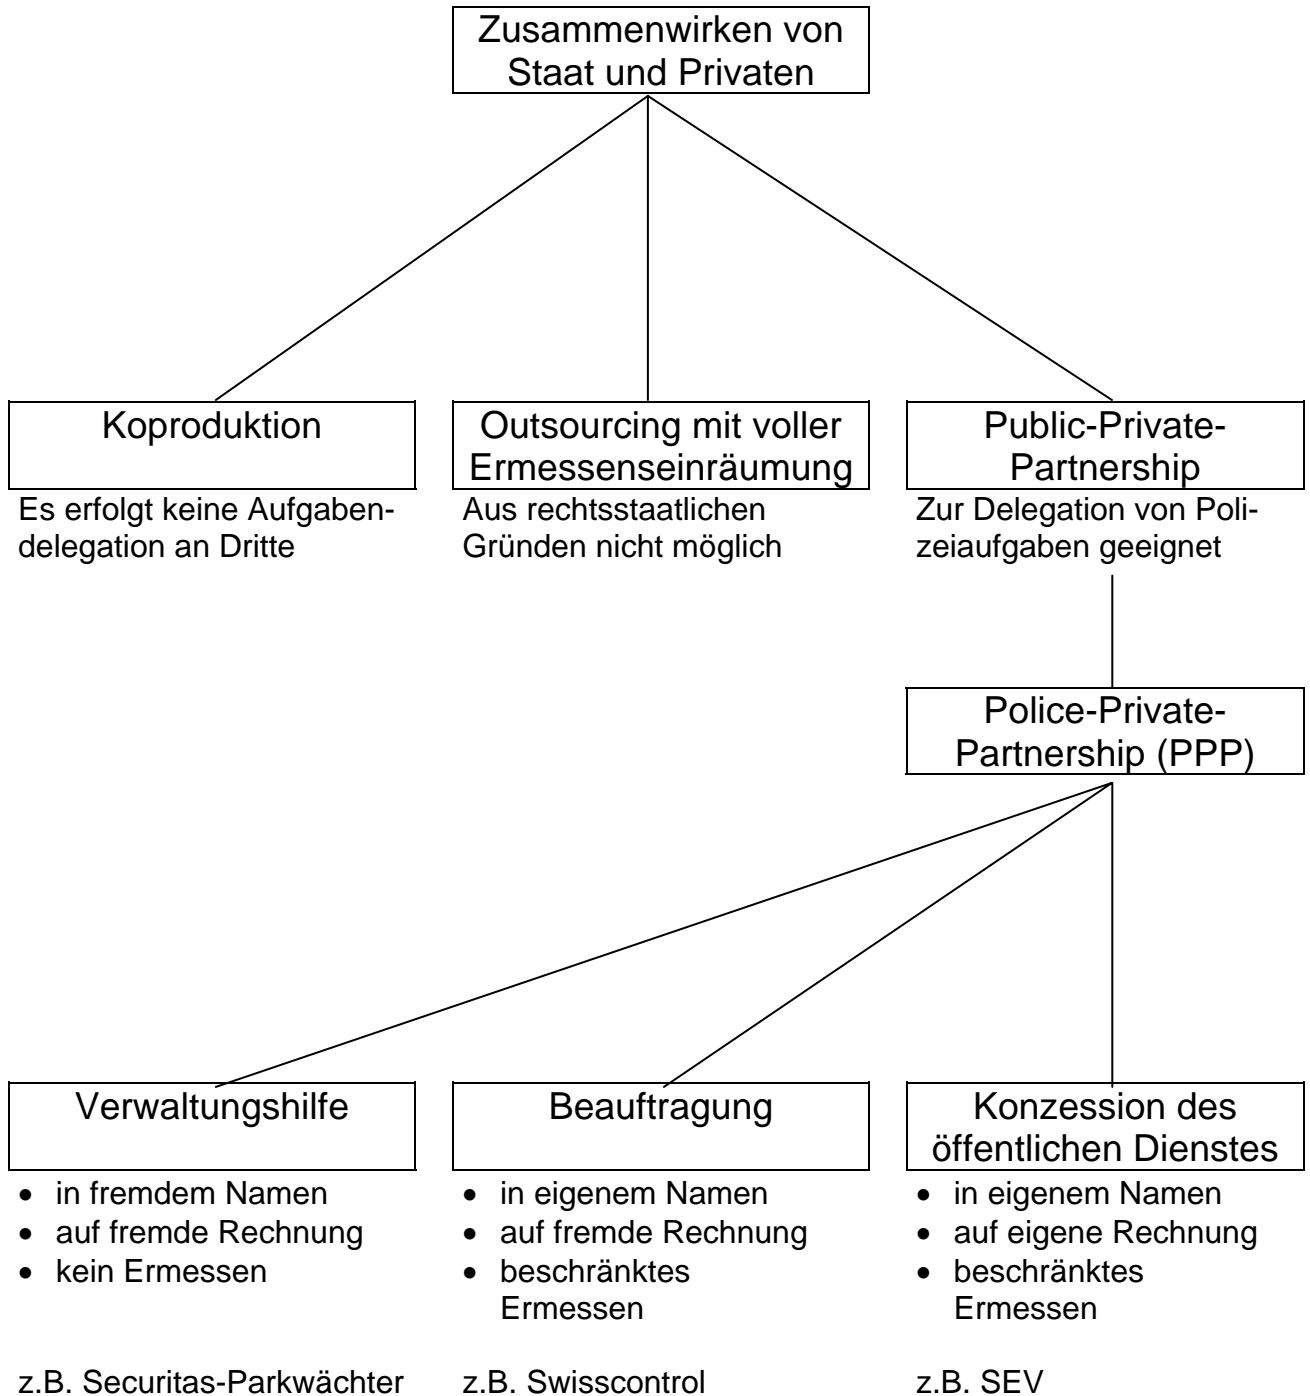 Zusammenwirken von
Staat und Privaten
Koproduktion
Es erfolgt keine Aufgaben-
delegation an Dritte
Outsourcing mit voller
Ermessenseinräumung
Aus rechtsstaatlichen
Gründen nicht möglich
Public-Private-
Partnership
Zur Delegation von Poli-
zeiaufgaben geeignet
Police-Private-
Partnership (PPP)
Verwaltungshilfe
• in fremdem Namen
• auf fremde Rechnung
• kein Ermessen
z.B. Securitas-Parkwächter
Beauftragung
• in eigenem Namen
• auf fremde Rechnung
• beschränktes
Ermessen
z.B. Swisscontrol
Konzession des
öffentlichen Dienstes
• in eigenem Namen
• auf eigene Rechnung
• beschränktes
Ermessen
z.B. SEV